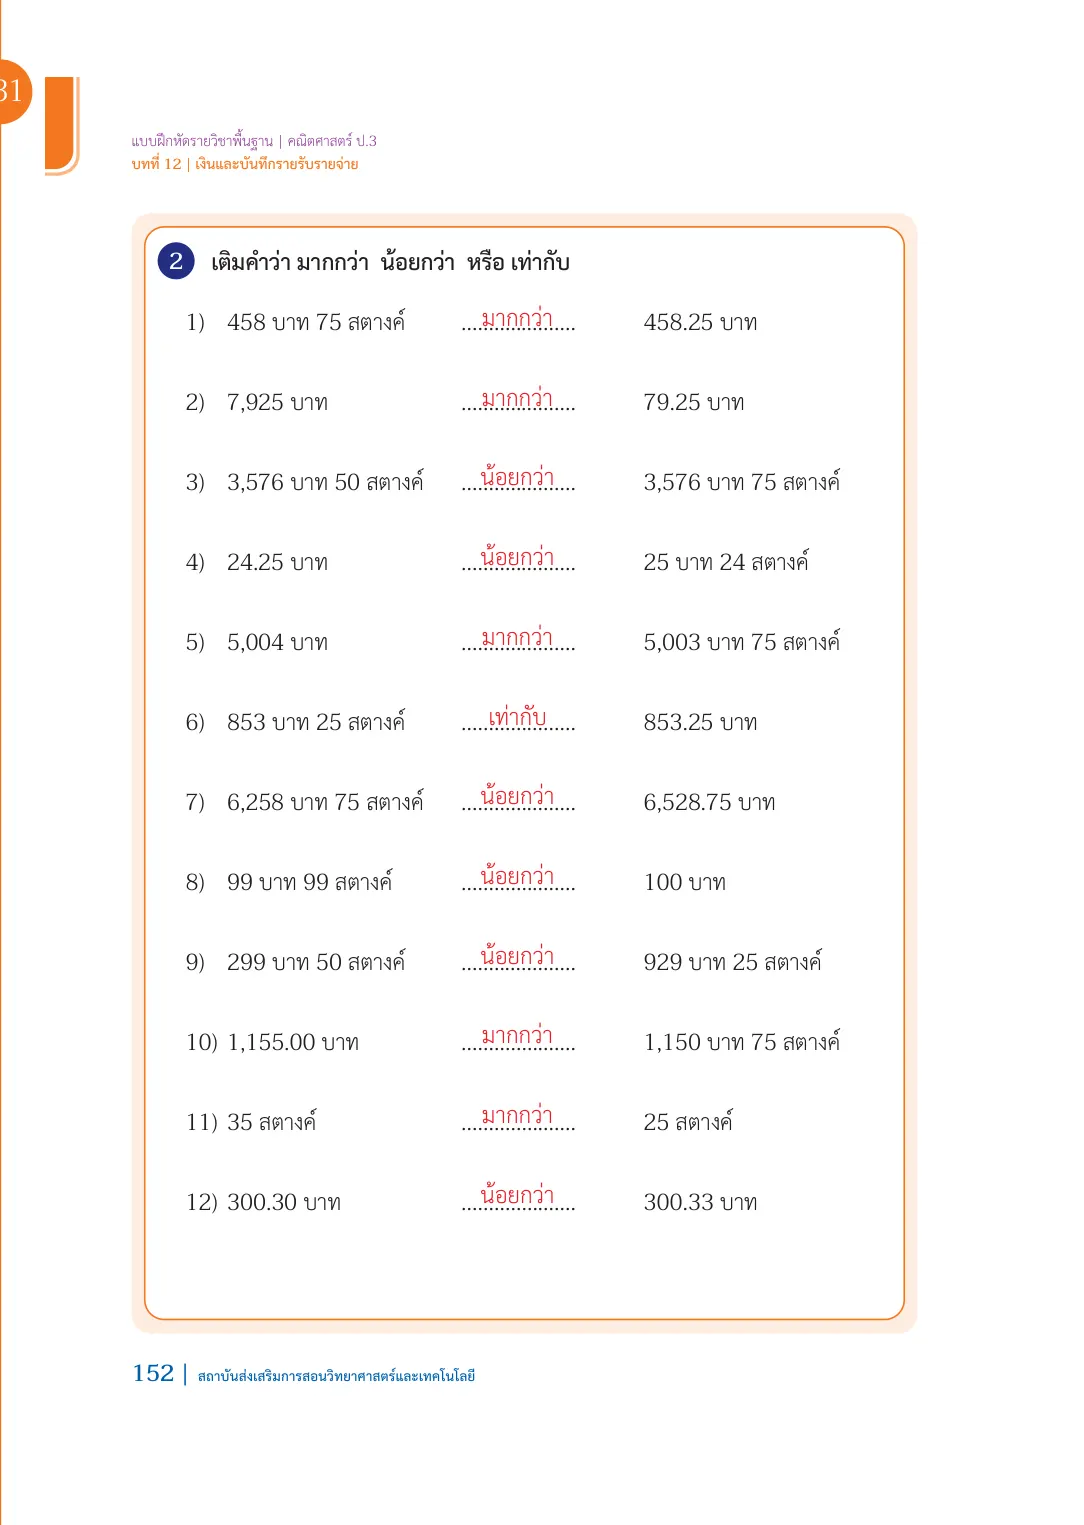 31
แบบฝึกหัดรายวิชาพื้นฐาน | คณิตศาสตร์ ป.3
บทที่ 12 | เงินและบันทึกรายรับรายจ่าย
2 เติมคำว่า มากกว่า น้อยกว่า หรือ เท่ากับ
1) 458 บาท 75 สตางค์ .....มากกว่า..... 458.25 บาท
2) 7,925 บาท .....มากกว่า..... 79.25 บาท
3) 3,576 บาท 50 สตางค์ .....น้อยกว่า..... 3,576 บาท 75 สตางค์
4) 24.25 บาท .....น้อยกว่า..... 25 บาท 24 สตางค์
5) 5,004 บาท .....มากกว่า..... 5,003 บาท 75 สตางค์
6) 853 บาท 25 สตางค์ .....เท่ากับ..... 853.25 บาท
7) 6,258 บาท 75 สตางค์ .....น้อยกว่า..... 6,528.75 บาท
8) 99 บาท 99 สตางค์ .....น้อยกว่า..... 100 บาท
9) 299 บาท 50 สตางค์ .....น้อยกว่า..... 929 บาท 25 สตางค์
10) 1,155.00 บาท .....มากกว่า..... 1,150 บาท 75 สตางค์
11) 35 สตางค์ .....มากกว่า..... 25 สตางค์
12) 300.30 บาท .....น้อยกว่า..... 300.33 บาท
152 | สถาบันส่งเสริมการสอนวิทยาศาสตร์และเทคโนโลยี